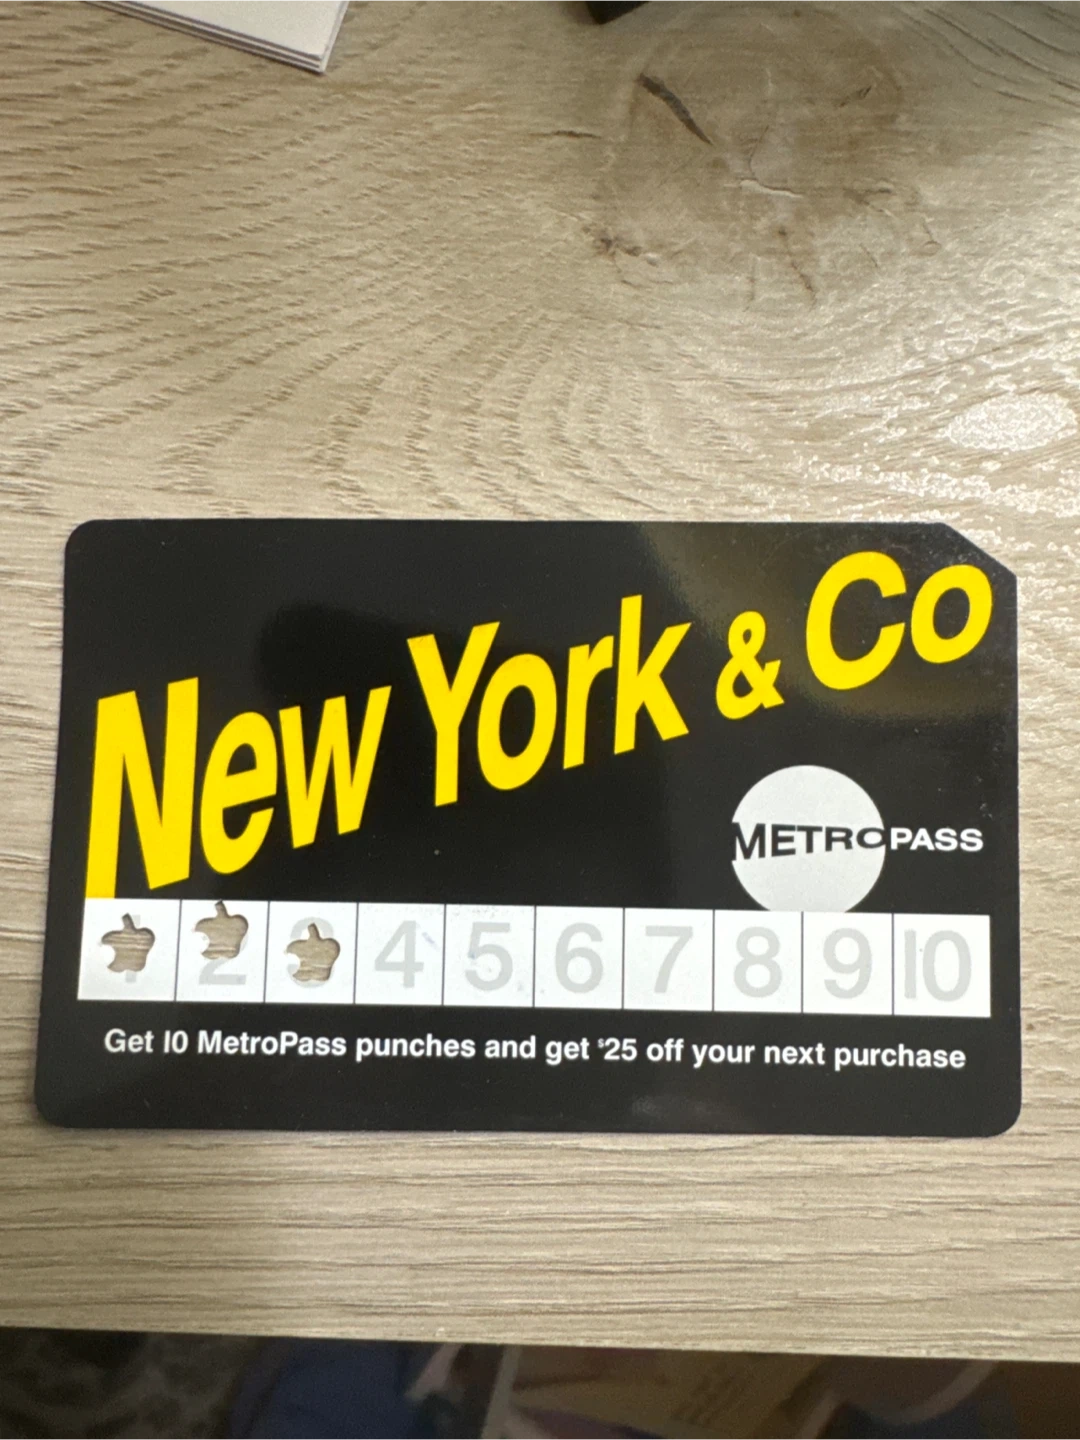 New York & Co
METROPASS
2 3 4 5 6 7 8 9 10
Get 10 MetroPass punches and get $25 off your next purchase